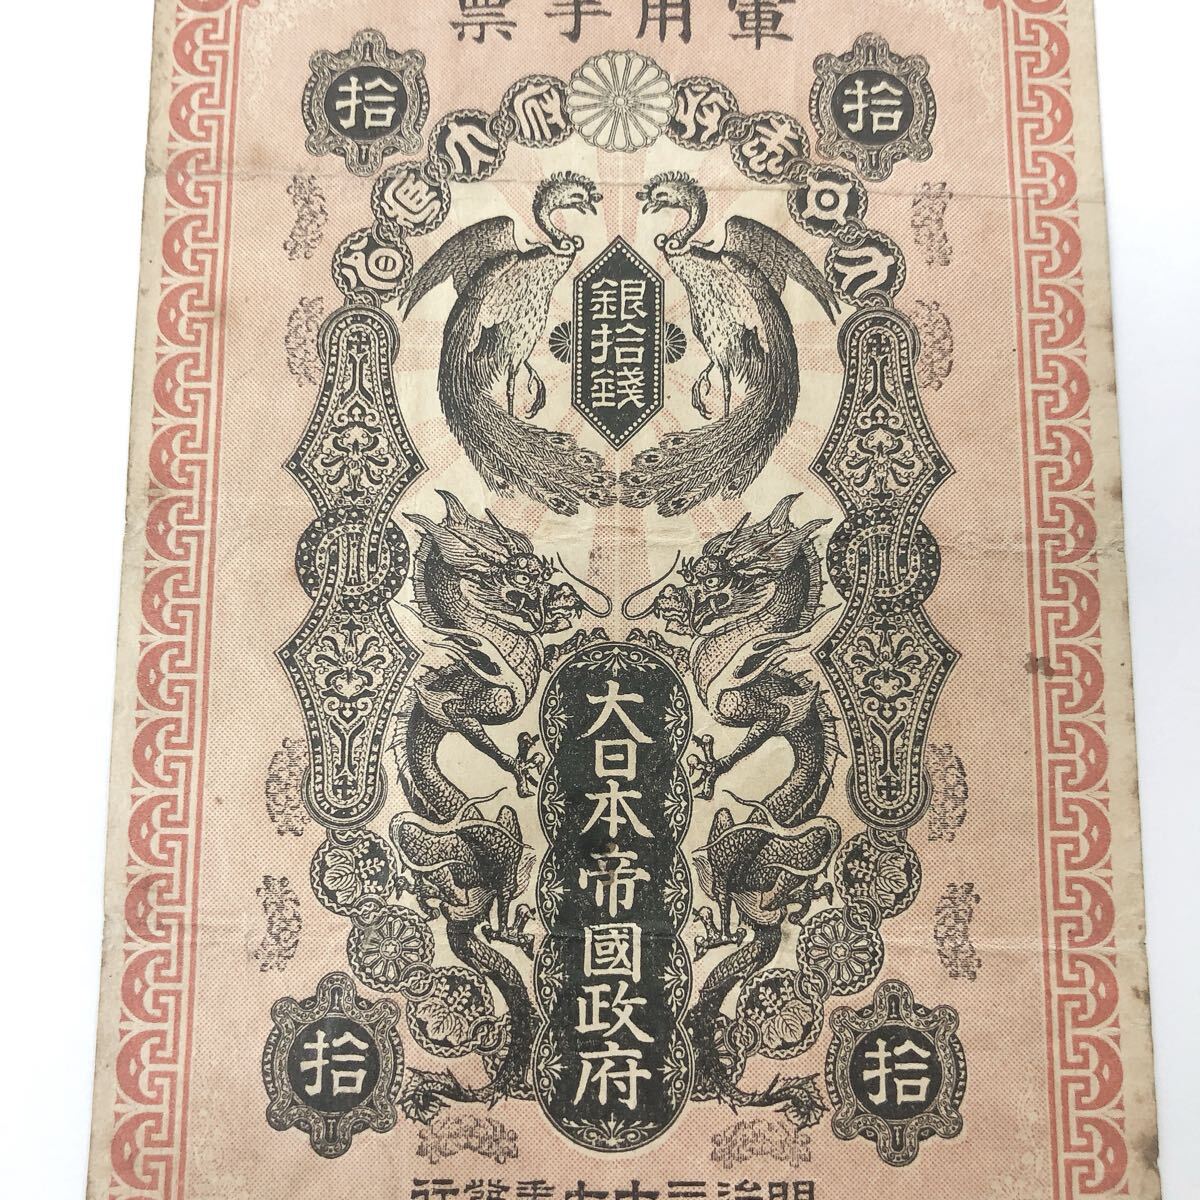 軍用手票
拾
拾
銀拾錢
大日本帝國政府
拾
拾
明治三十七年發行